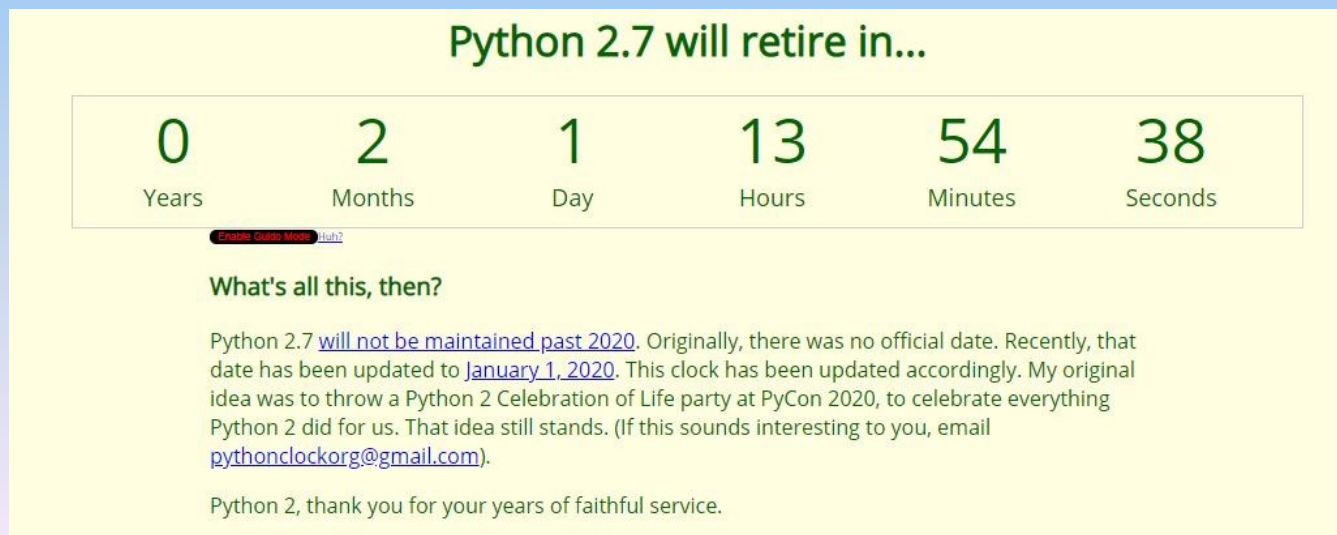 Python 2.7 will retire in...
0 2 1 13 54 38
Years Months Day Hours Minutes Seconds
Enable Guido Mode Huh?
What's all this, then?
Python 2.7 will not be maintained past 2020. Originally, there was no official date. Recently, that
date has been updated to January 1, 2020. This clock has been updated accordingly. My original
idea was to throw a Python 2 Celebration of Life party at PyCon 2020, to celebrate everything
Python 2 did for us. That idea still stands. (If this sounds interesting to you, email
pythonclockorg@gmail.com).
Python 2, thank you for your years of faithful service.